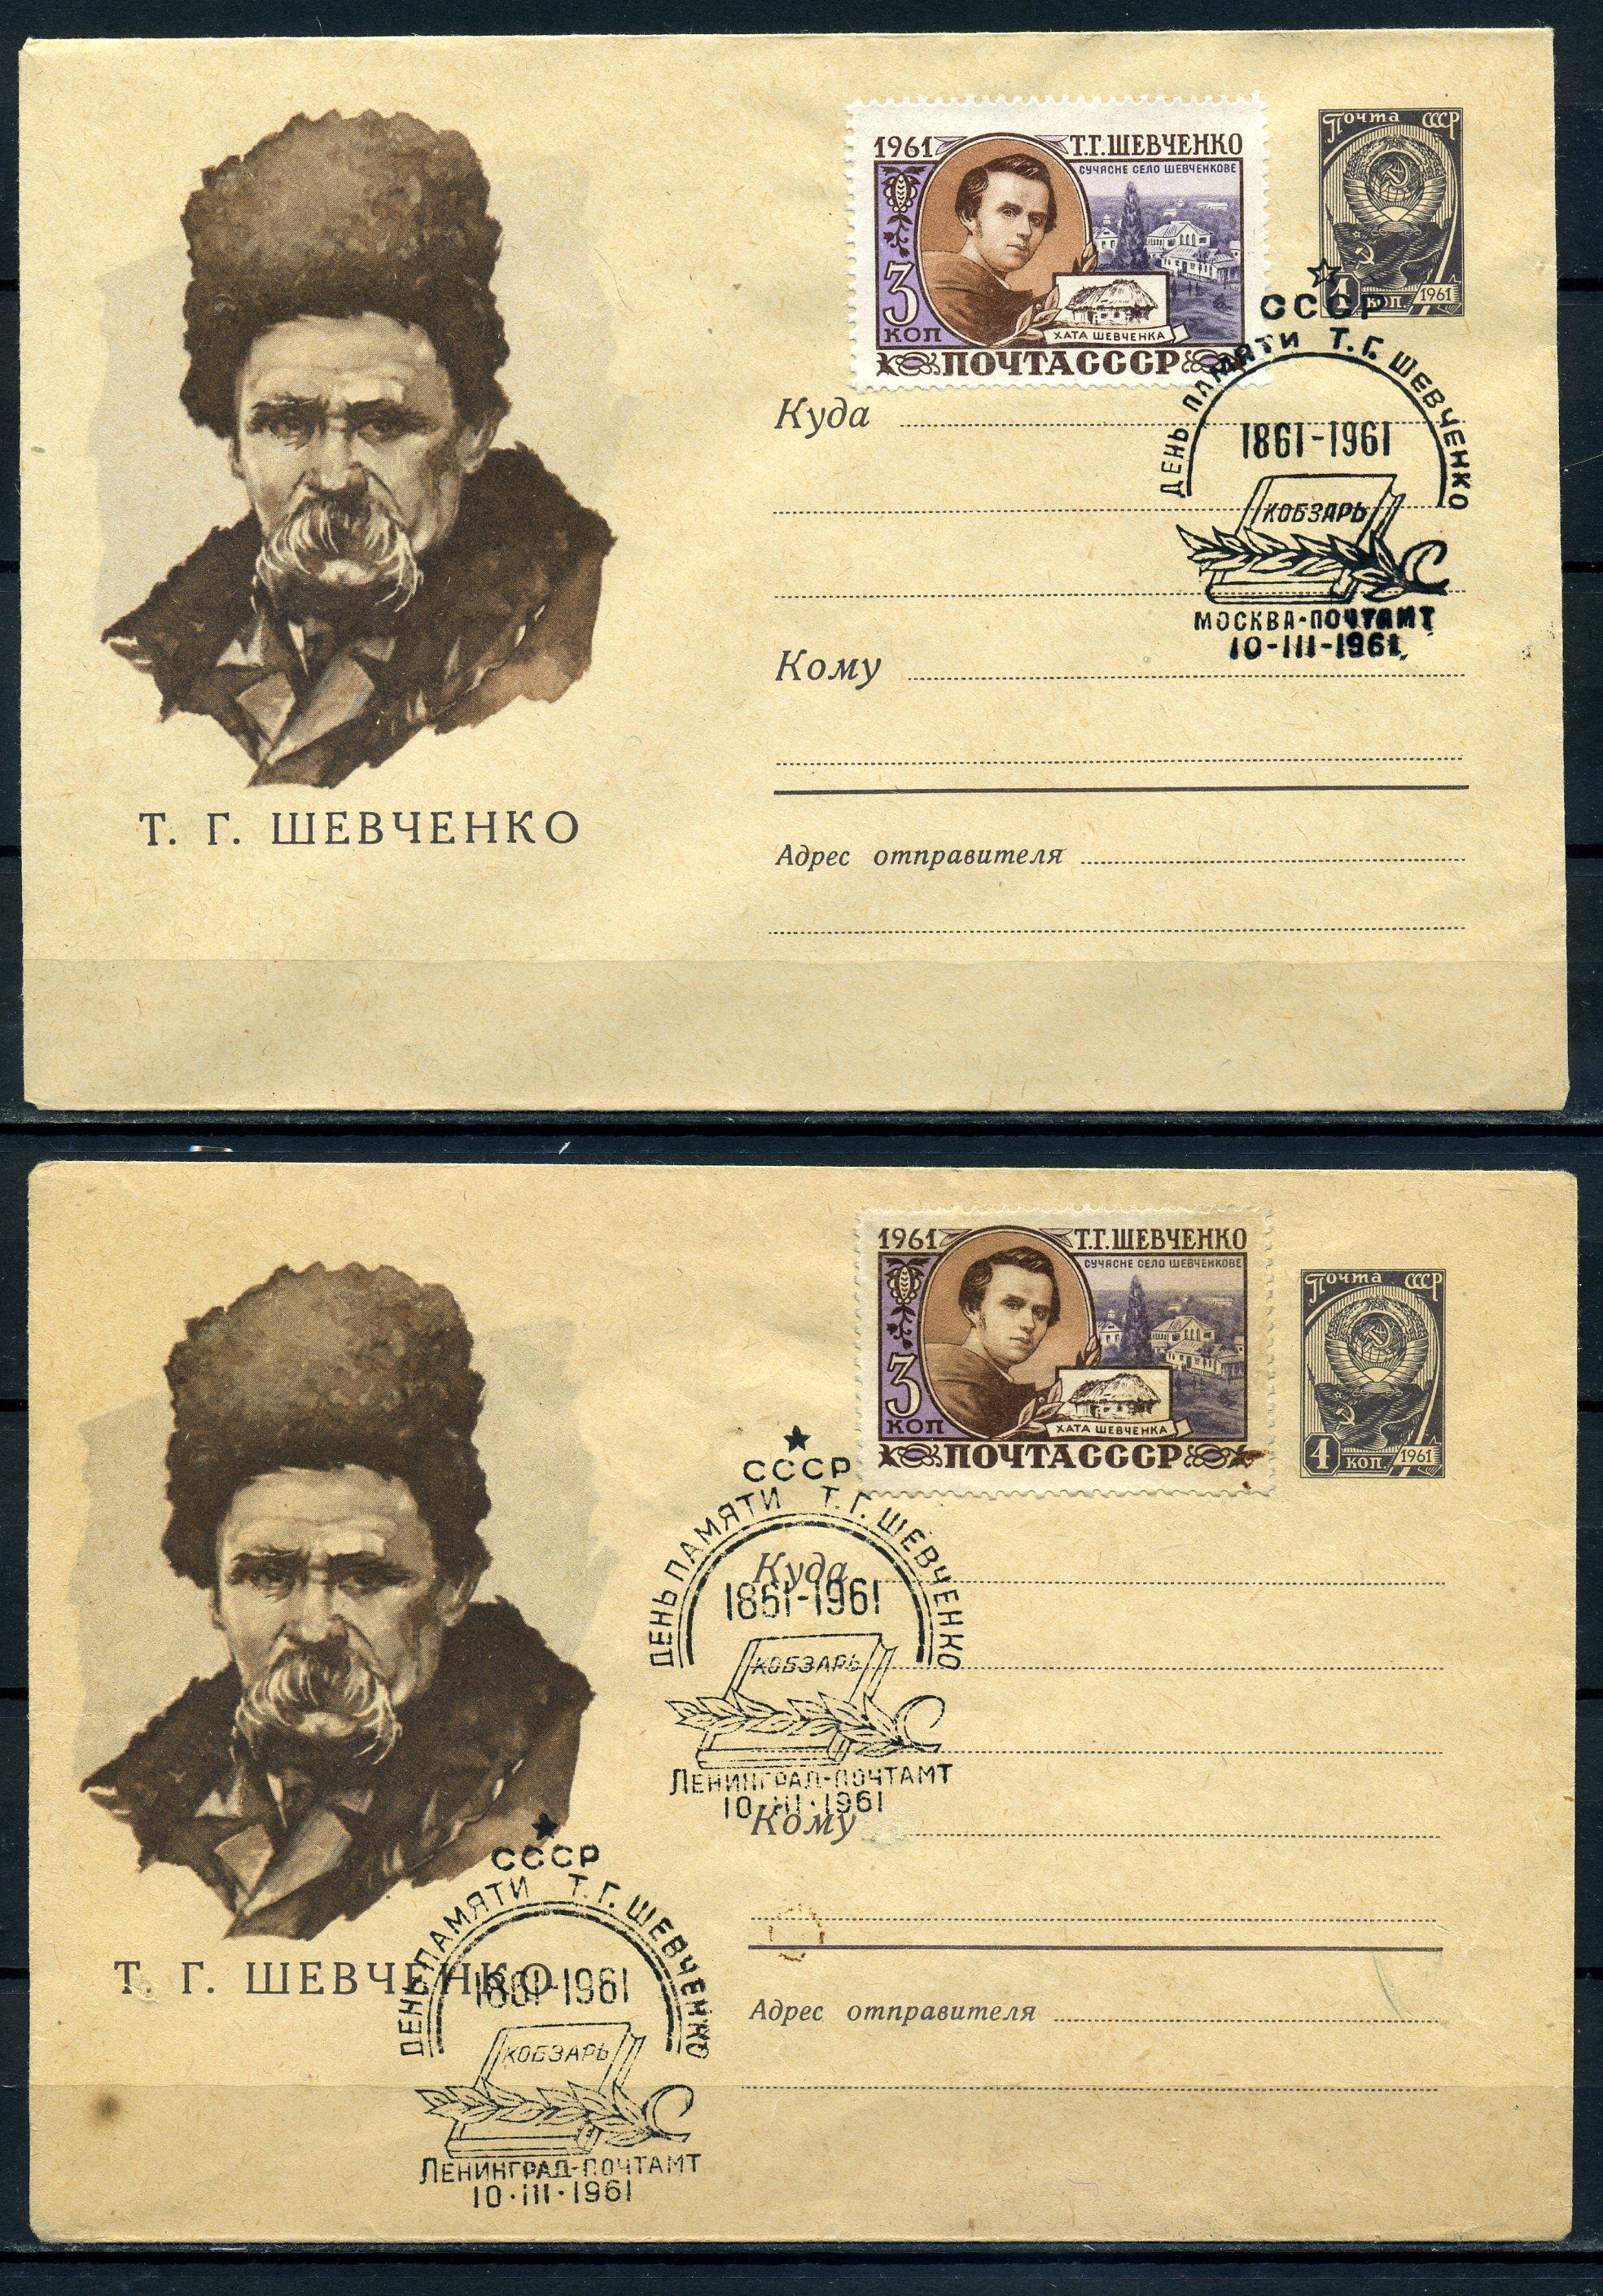 1961 Т.Г.ШЕВЧЕНКО
СУЧАСНЕ СЕЛО ШЕВЧЕНКОВЕ
3
КОП
ХАТА ШЕВЧЕНКА
ПОЧТА СССР
Почта СССР
4 КОП. 1961
СССР
ДЕНЬ ПАМЯТИ Т.Г.ШЕВЧЕНКО
1861-1961
КОБЗАРЬ
МОСКВА-ПОЧТАМТ
10-III-1961
Куда
Кому
Адрес отправителя
Т. Г. ШЕВЧЕНКО
1961 Т.Г.ШЕВЧЕНКО
СУЧАСНЕ СЕЛО ШЕВЧЕНКОВЕ
3
КОП
ХАТА ШЕВЧЕНКА
ПОЧТА СССР
Почта СССР
4 КОП. 1961
СССР
ДЕНЬ ПАМЯТИ Т.Г.ШЕВЧЕНКО
Куда
1861-1961
КОБЗАРЬ
ЛЕНИНГРАД-ПОЧТАМТ
10·III·1961
Кому
СССР
ДЕНЬ ПАМЯТИ Т.Г.ШЕВЧЕНКО
Т. Г. ШЕВЧЕНКО
1861-1961
КОБЗАРЬ
ЛЕНИНГРАД-ПОЧТАМТ
10·III·1961
Адрес отправителя